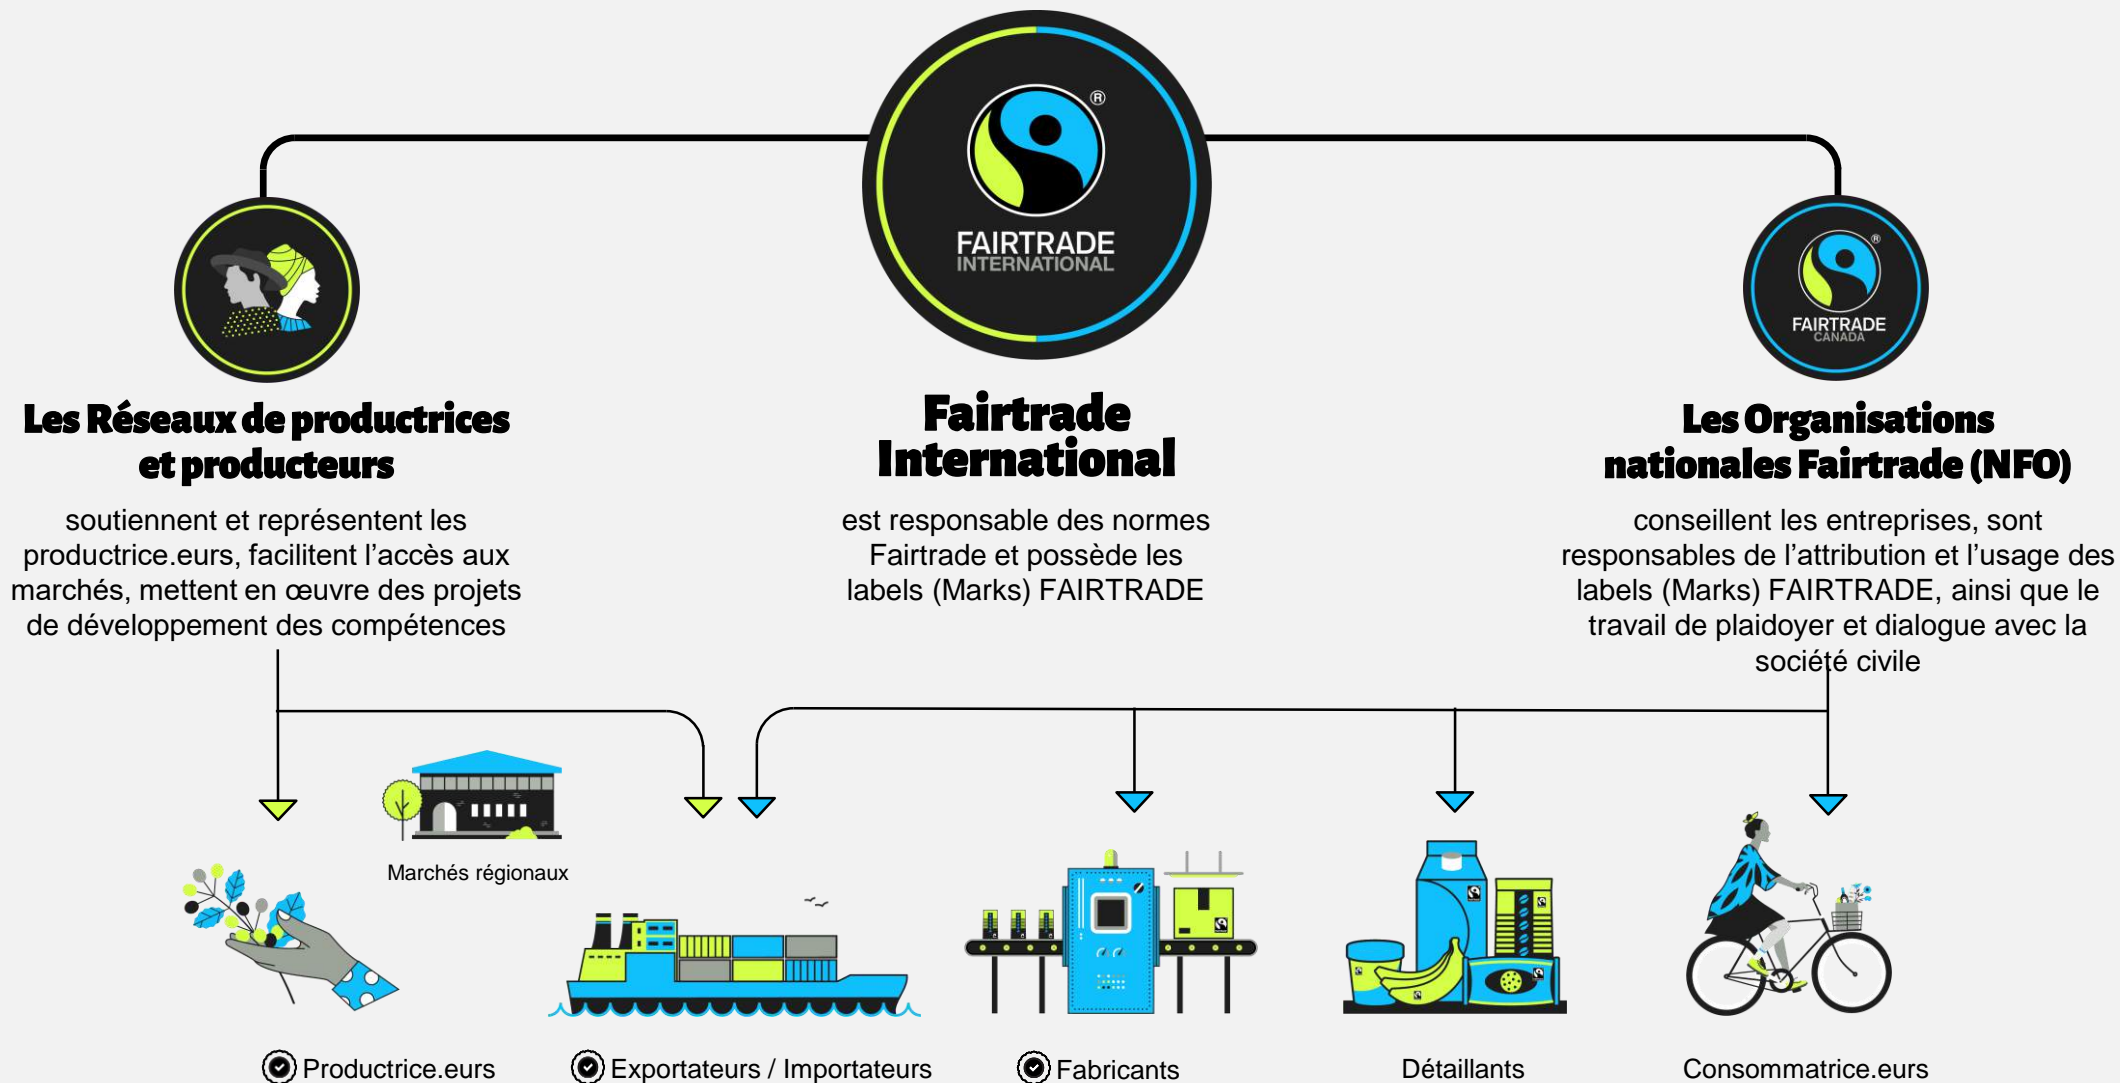 ®
FAIRTRADE
INTERNATIONAL
®
FAIRTRADE
CANADA
Les Réseaux de productrices
et producteurs
soutiennent et représentent les
productrice.eurs, facilitent l’accès aux
marchés, mettent en œuvre des projets
de développement des compétences
Fairtrade
International
est responsable des normes
Fairtrade et possède les
labels (Marks) FAIRTRADE
Les Organisations
nationales Fairtrade (NFO)
conseillent les entreprises, sont
responsables de l’attribution et l’usage des
labels (Marks) FAIRTRADE, ainsi que le
travail de plaidoyer et dialogue avec la
société civile
Marchés régionaux
Productrice.eurs
Exportateurs / Importateurs
Fabricants
Détaillants
Consommatrice.eurs